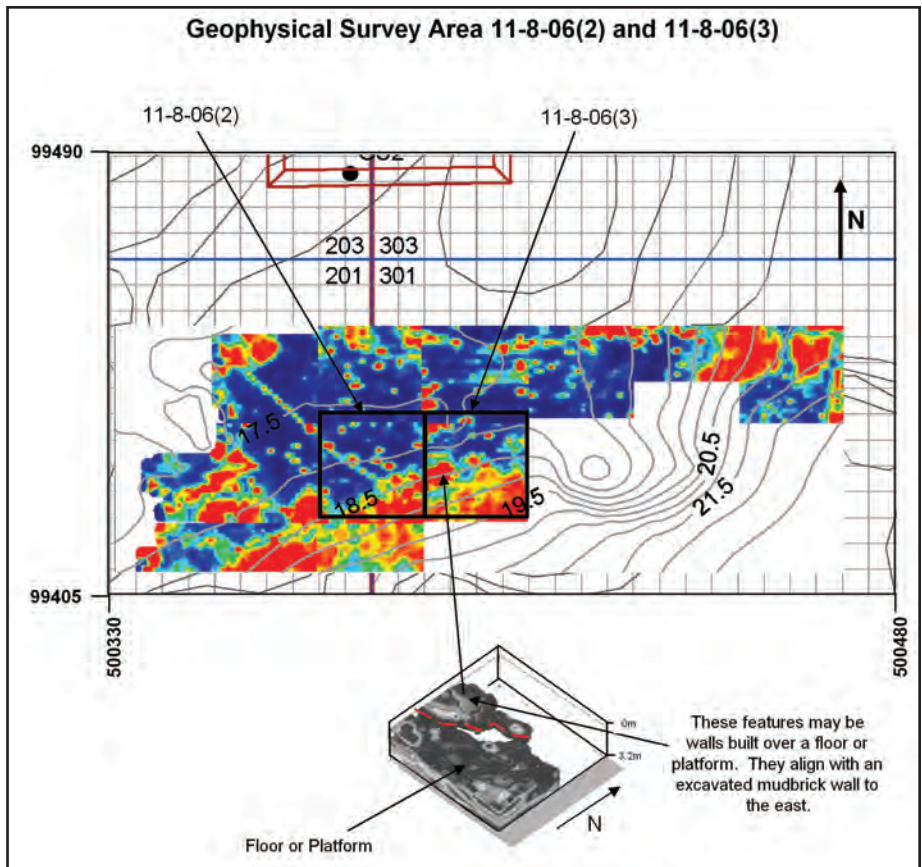 Geophysical Survey Area 11-8-06(2) and 11-8-06(3)
11-8-06(2)
11-8-06(3)
99490
N
203 303
201 301
17.5
18.5
19.5
20.5
21.5
99405
500330
500480
0m
3.2m
These features may be
walls built over a floor or
platform. They align with an
excavated mudbrick wall to
the east.
N
Floor or Platform